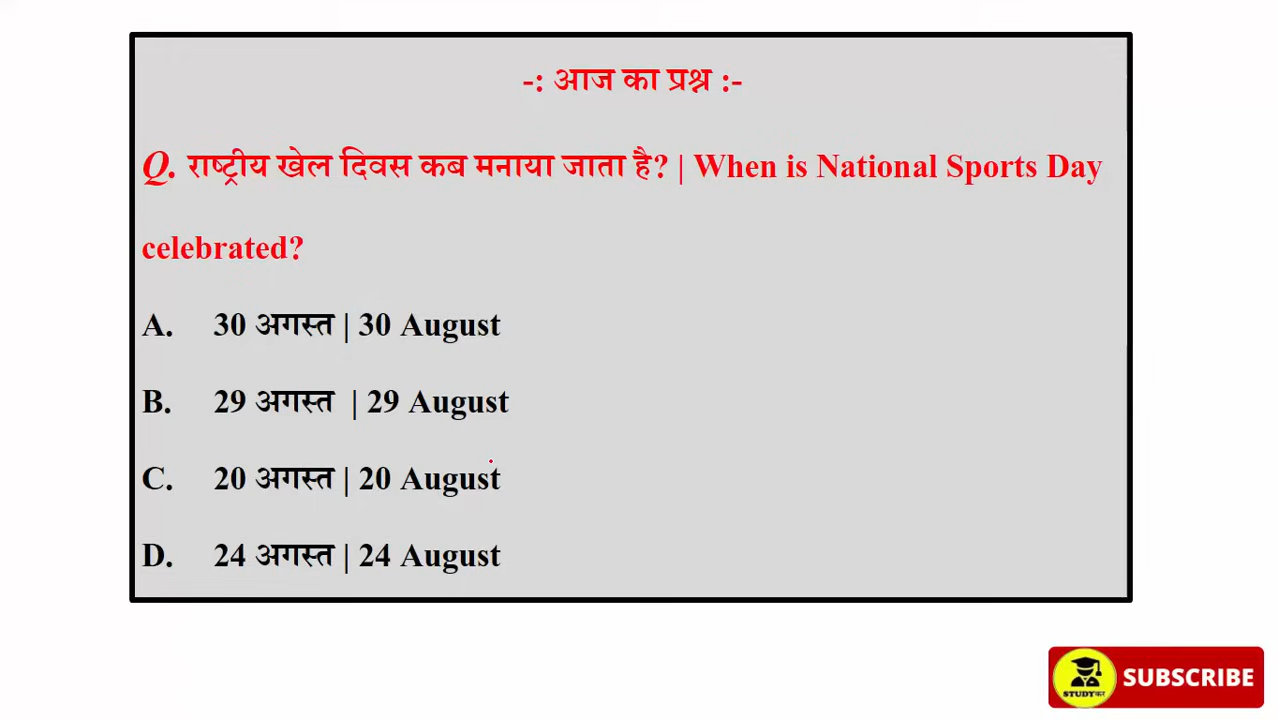 -: आज का प्रश्न :-
Q. राष्ट्रीय खेल दिवस कब मनाया जाता है? | When is National Sports Day
celebrated?
A. 30 अगस्त | 30 August
B. 29 अगस्त | 29 August
C. 20 अगस्त | 20 August
D. 24 अगस्त | 24 August
STUDYकर
SUBSCRIBE